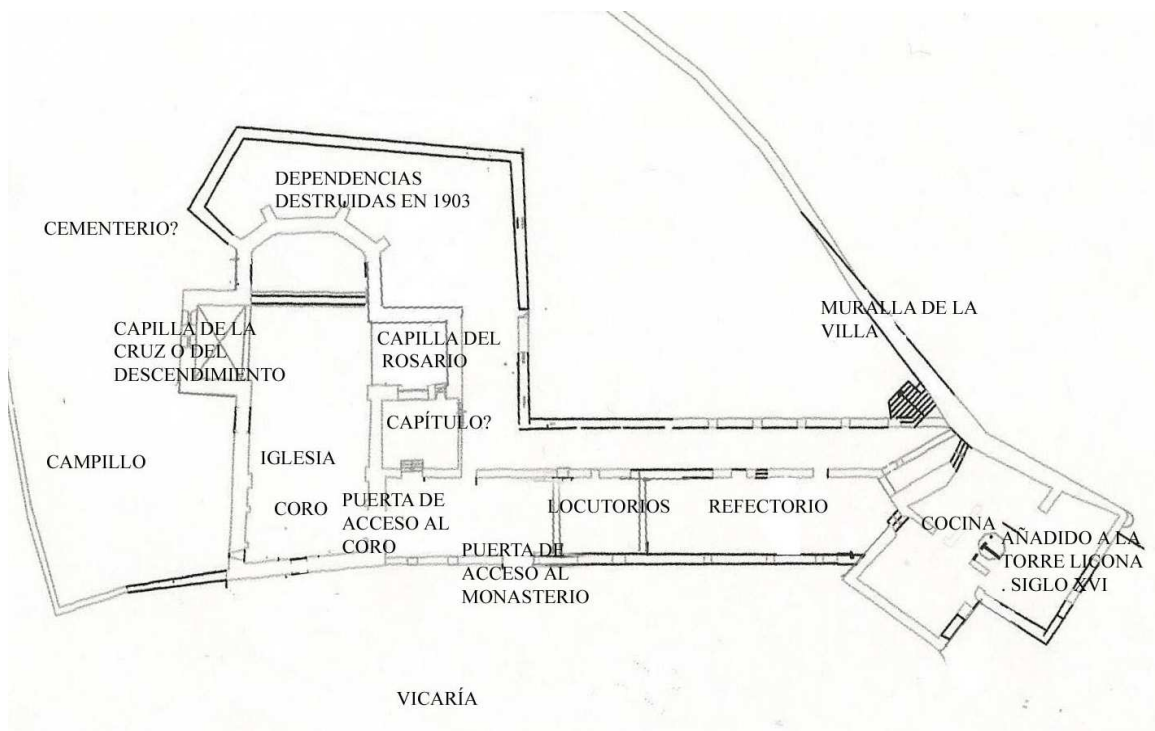 DEPENDENCIAS
DESTRUIDAS EN 1903
CEMENTERIO?
MURALLA DE LA
VILLA
CAPILLA DE LA
CRUZ O DEL
DESCENDIMIENTO
CAPILLA DEL
ROSARIO
CAPÍTULO?
CAMPILLO
IGLESIA
CORO
PUERTA DE
ACCESO AL
CORO
LOCUTORIOS
REFECTORIO
COCINA
AÑADIDO A LA
TORRE LICONA
. SIGLO XVI
PUERTA DE
ACCESO AL
MONASTERIO
VICARÍA